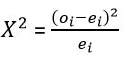 X² = (oᵢ−eᵢ)² / eᵢ